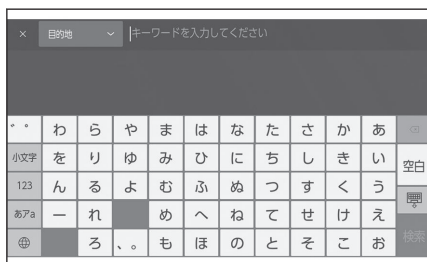 × 目的地 キーワードを入力してください
゛゜ わ ら や ま は な た さ か あ
小文字 を り ゆ み ひ に ち し き い 空白
123 ん る よ む ふ ぬ つ す く う
あアa ー れ め へ ね て せ け え
ろ 、。 も ほ の と そ こ お 検索